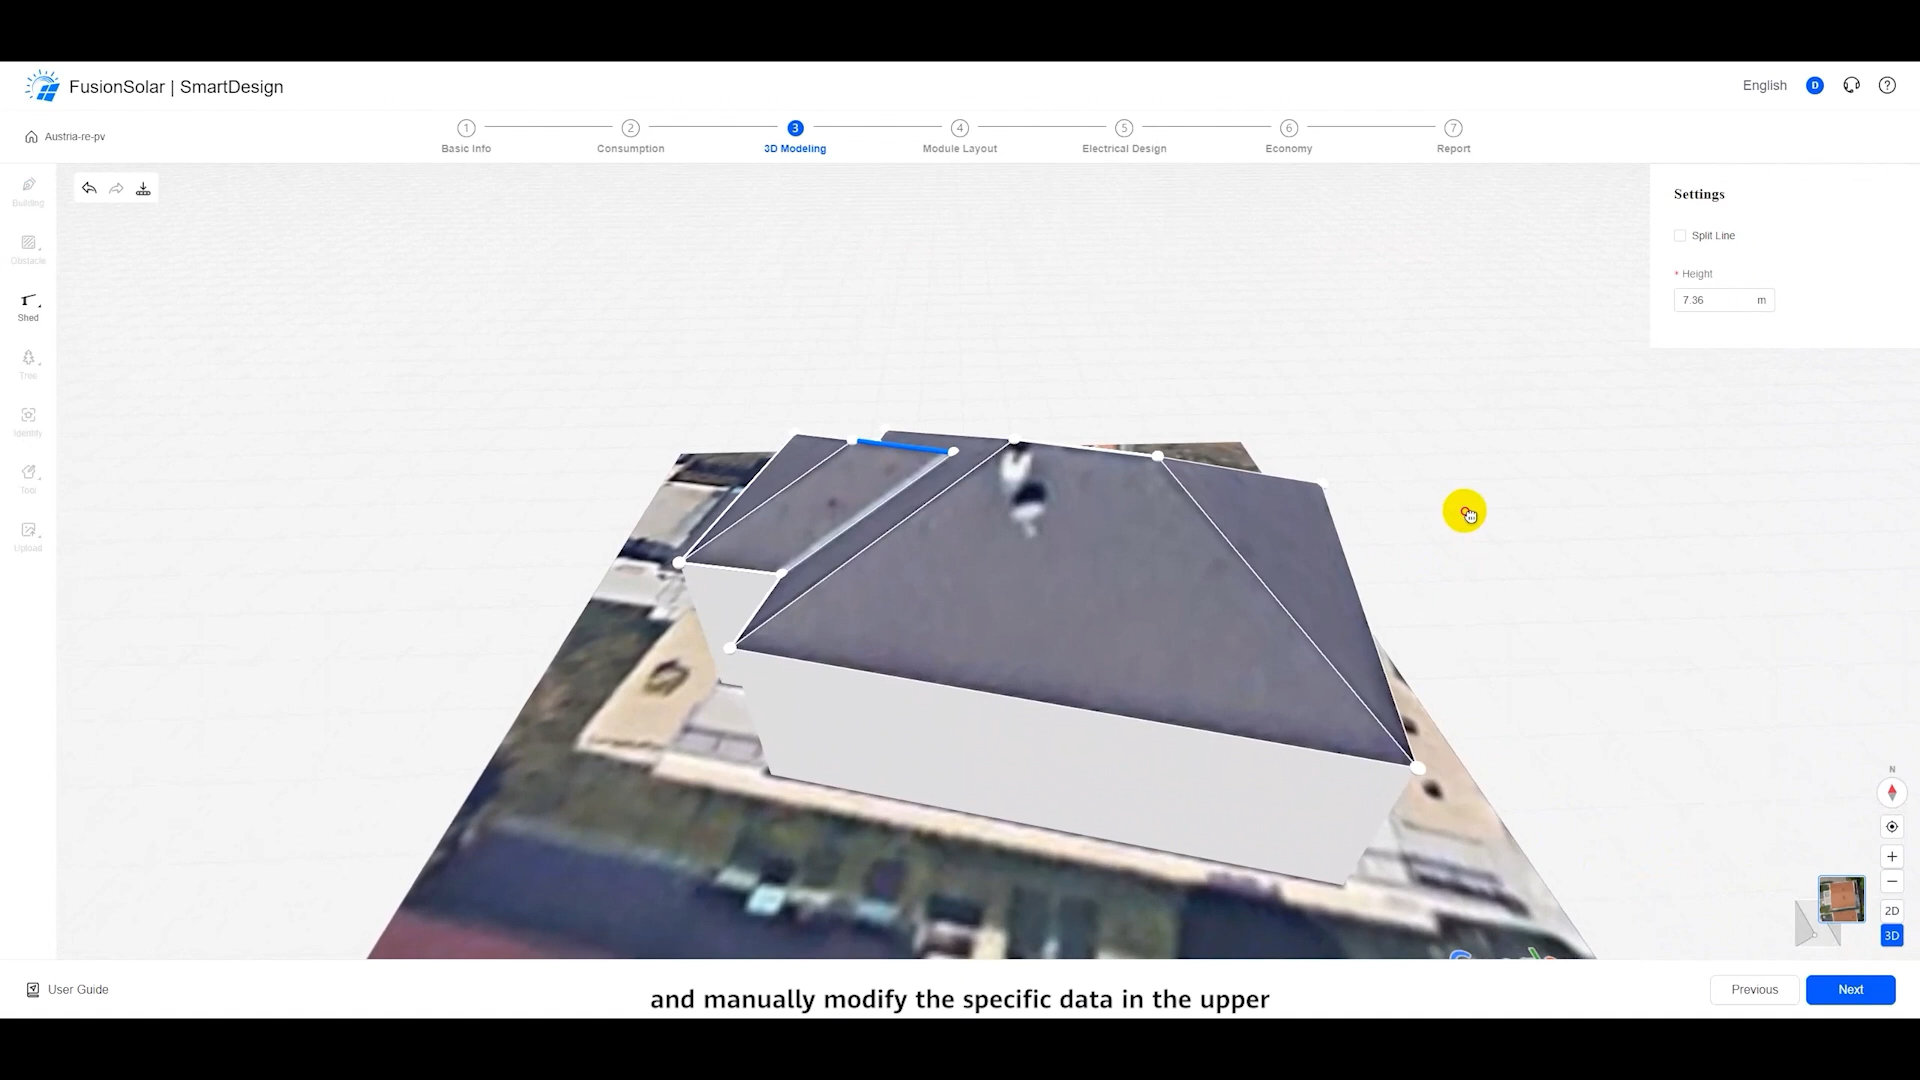 FusionSolar | SmartDesign
English
D
Austria-re-pv
1
2
3
4
5
6
7
Basic Info
Consumption
3D Modeling
Module Layout
Electrical Design
Economy
Report
Building
Obstacle
Shed
Tree
Identify
Tool
Upload
Settings
Split Line
* Height
7.36 m
N
2D
3D
User Guide
Previous
Next
and manually modify the specific data in the upper